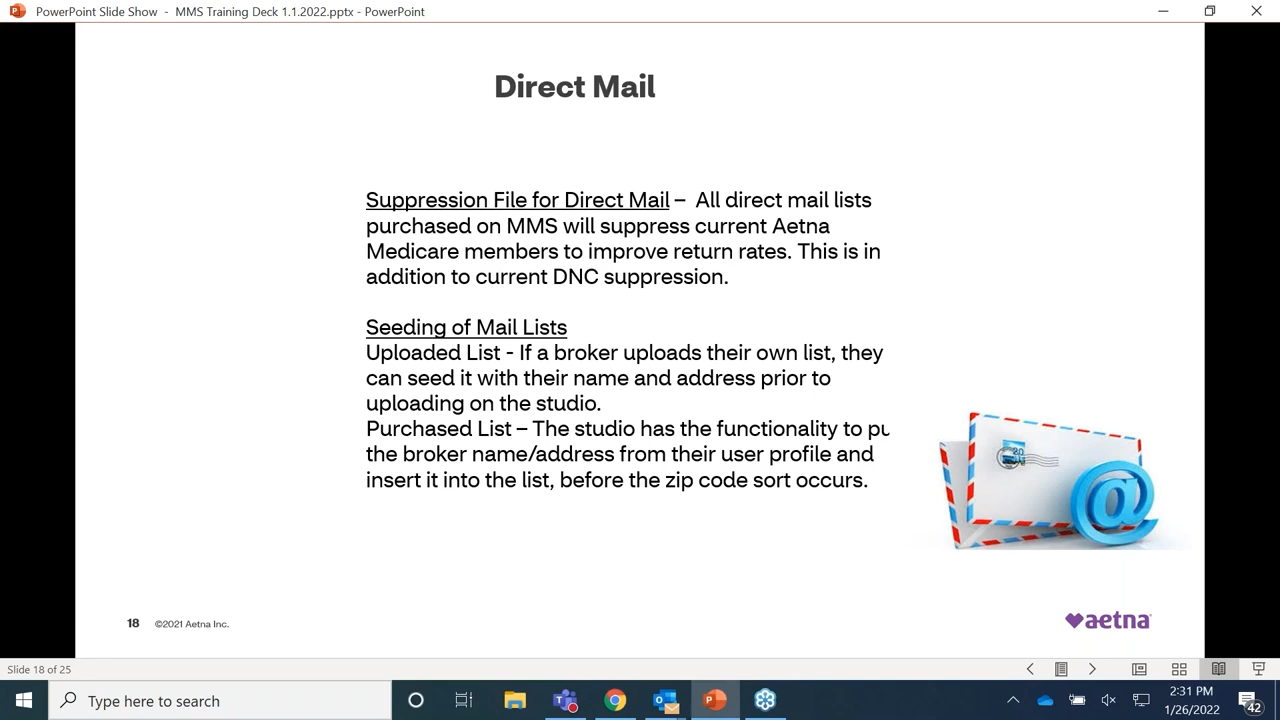 PowerPoint Slide Show - MMS Training Deck 1.1.2022.pptx - PowerPoint
Direct Mail
Suppression File for Direct Mail – All direct mail lists
purchased on MMS will suppress current Aetna
Medicare members to improve return rates. This is in
addition to current DNC suppression.
Seeding of Mail Lists
Uploaded List - If a broker uploads their own list, they
can seed it with their name and address prior to
uploading on the studio.
Purchased List – The studio has the functionality to pu
the broker name/address from their user profile and
insert it into the list, before the zip code sort occurs.
18 ©2021 Aetna Inc.
aetna
Slide 18 of 25
Type here to search
2:31 PM
1/26/2022
42